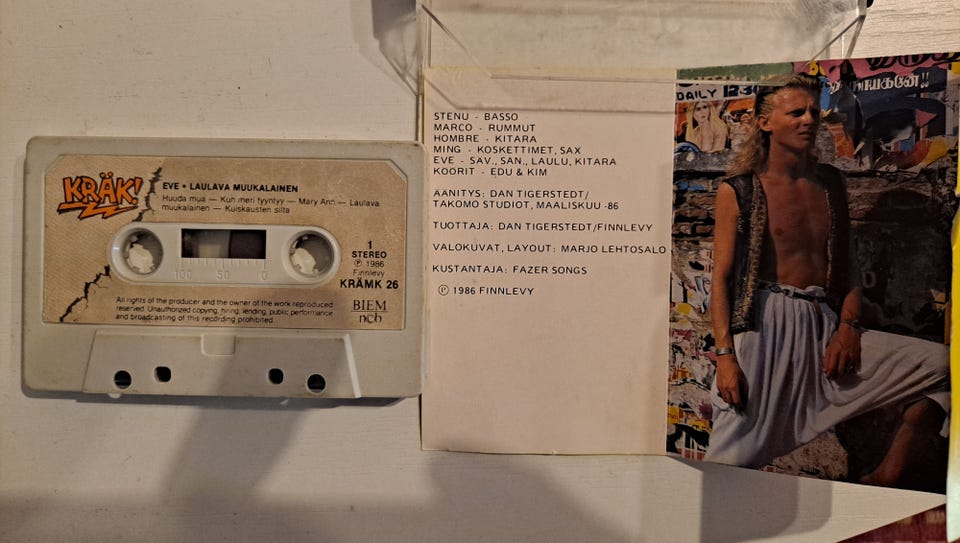 KRÄK!
EVE • LAULAVA MUUKALAINEN
Huuda mua — Kun meri tyyntyy — Mary Ann — Laulava
muukalainen — Kuiskausten silta
1
STEREO
Ⓟ 1986
Finnlevy
KRÄMK 26
100 50 0
All rights of the producer and the owner of the work reproduced
reserved. Unauthorized copying, hiring, lending, public performance
and broadcasting of this recording prohibited.
BIEM
ncb
STENU - BASSO
MARCO - RUMMUT
HOMBRE - KITARA
MING - KOSKETTIMET, SAX
EVE - SAV., SAN., LAULU, KITARA
KOORIT - EDU & KIM
ÄÄNITYS: DAN TIGERSTEDT/
TAKOMO STUDIOT, MAALISKUU -86
TUOTTAJA: DAN TIGERSTEDT/FINNLEVY
VALOKUVAT, LAYOUT: MARJO LEHTOSALO
KUSTANTAJA: FAZER SONGS
Ⓟ 1986 FINNLEVY
DAILY 12.30